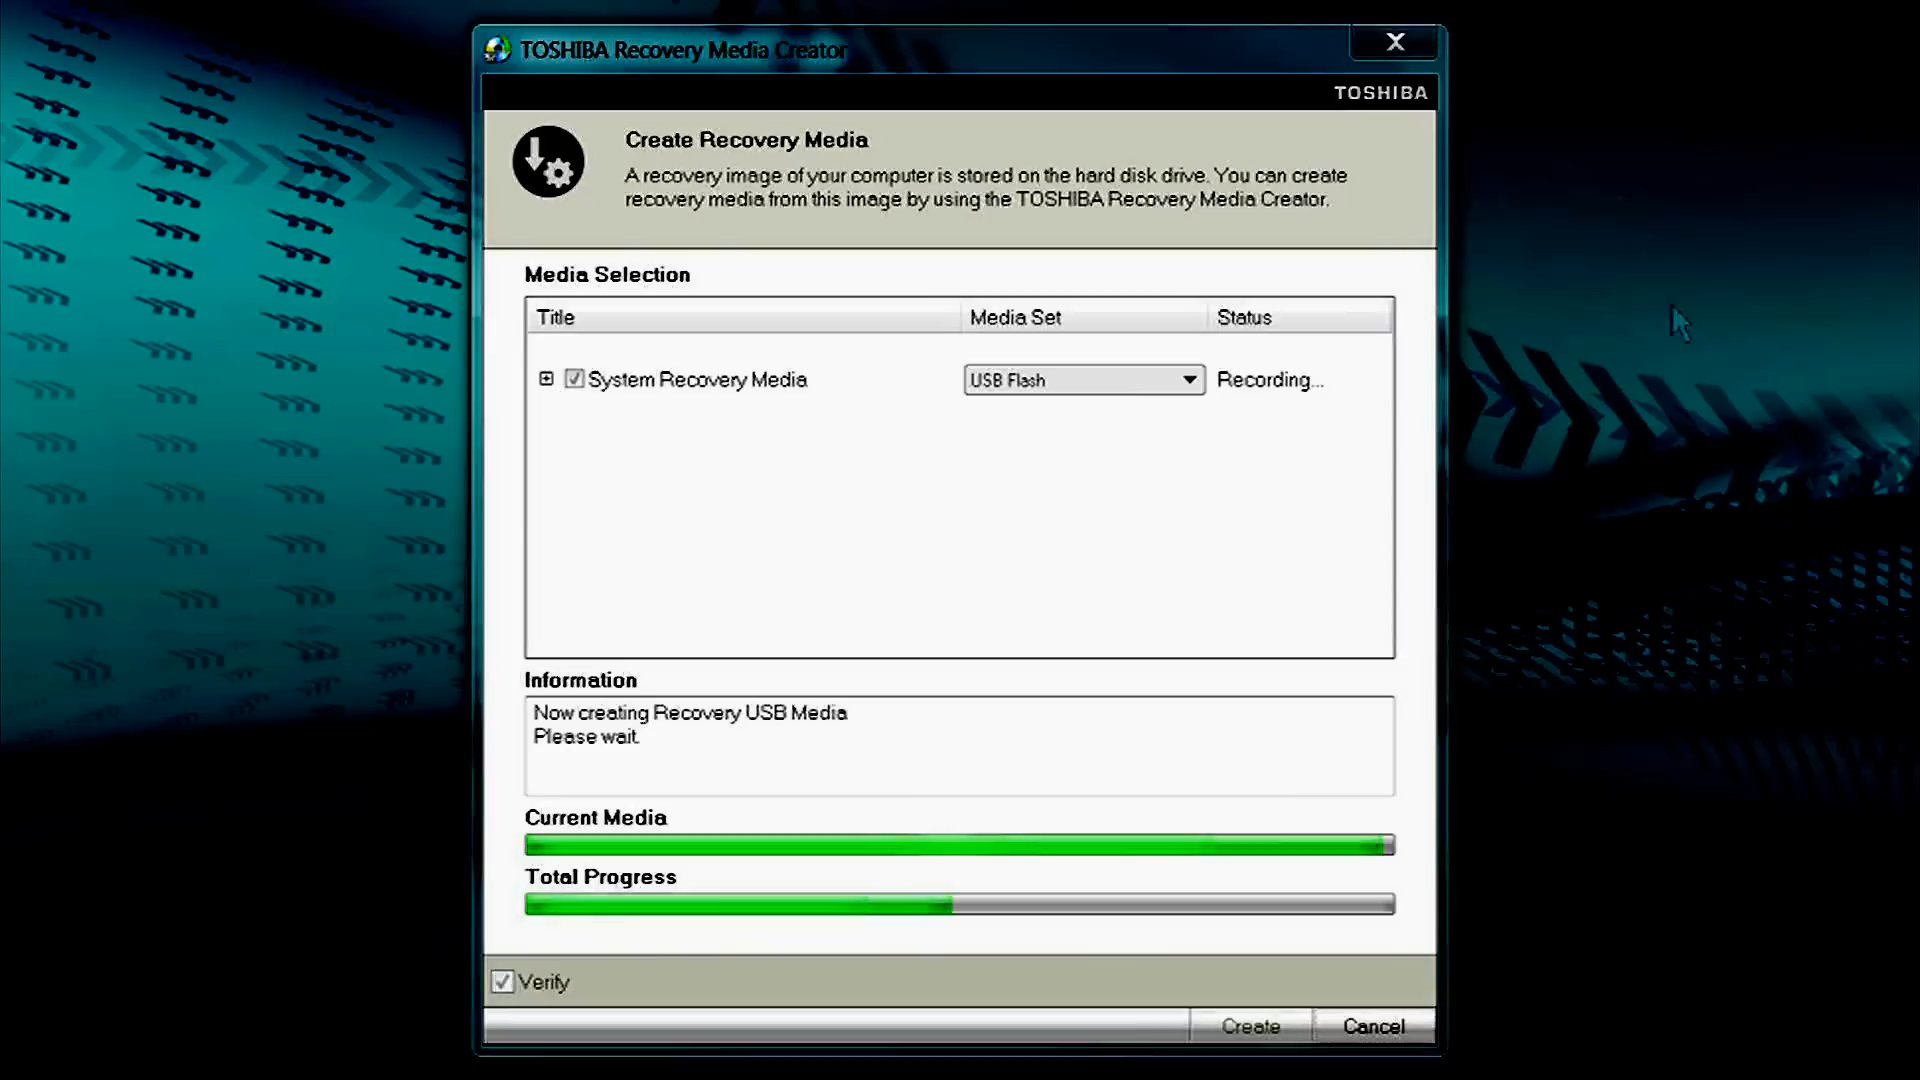 TOSHIBA Recovery Media Creator
X
TOSHIBA
Create Recovery Media
A recovery image of your computer is stored on the hard disk drive. You can create
recovery media from this image by using the TOSHIBA Recovery Media Creator.
Media Selection
Title Media Set Status
System Recovery Media USB Flash Recording...
Information
Now creating Recovery USB Media
Please wait.
Current Media
Total Progress
Verify
Create Cancel